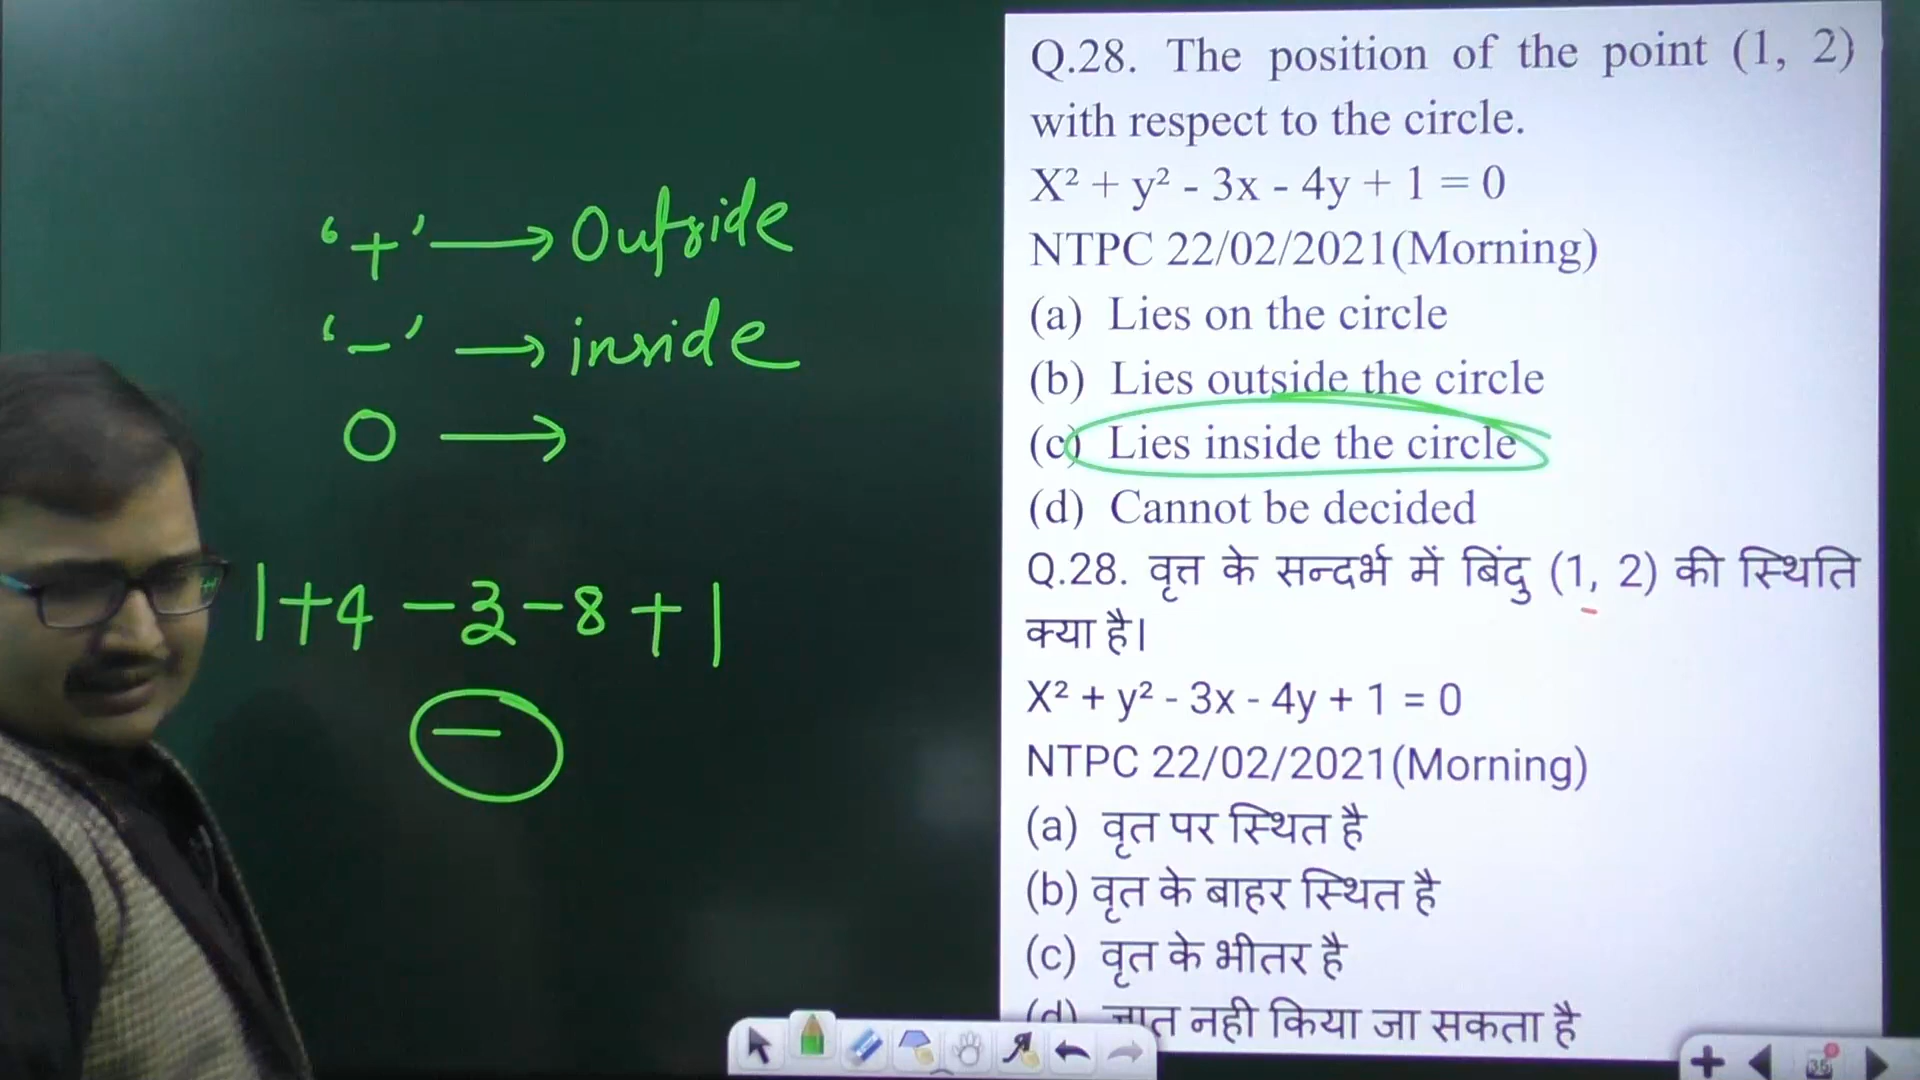 '+' → Outside
'-' → inside
0 →
1+4-3-8+1
-
Q.28. The position of the point (1, 2)
with respect to the circle.
X² + y² - 3x - 4y + 1 = 0
NTPC 22/02/2021(Morning)
(a) Lies on the circle
(b) Lies outside the circle
(c) Lies inside the circle
(d) Cannot be decided
Q.28. वृत्त के सन्दर्भ में बिंदु (1, 2) की स्थिति
क्या है।
X² + y² - 3x - 4y + 1 = 0
NTPC 22/02/2021(Morning)
(a) वृत पर स्थित है
(b) वृत के बाहर स्थित है
(c) वृत के भीतर है
(d) ज्ञात नही किया जा सकता है
35